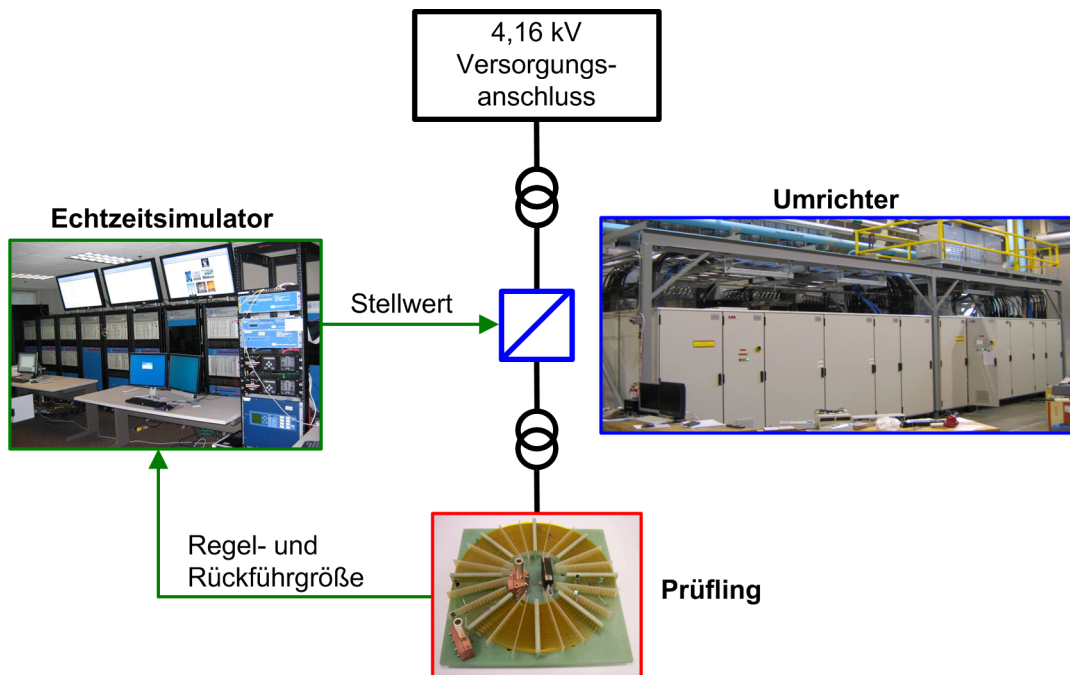 4,16 kV
Versorgungs-
anschluss
Echtzeitsimulator
Umrichter
Stellwert
Regel- und
Rückführgröße
Prüfling